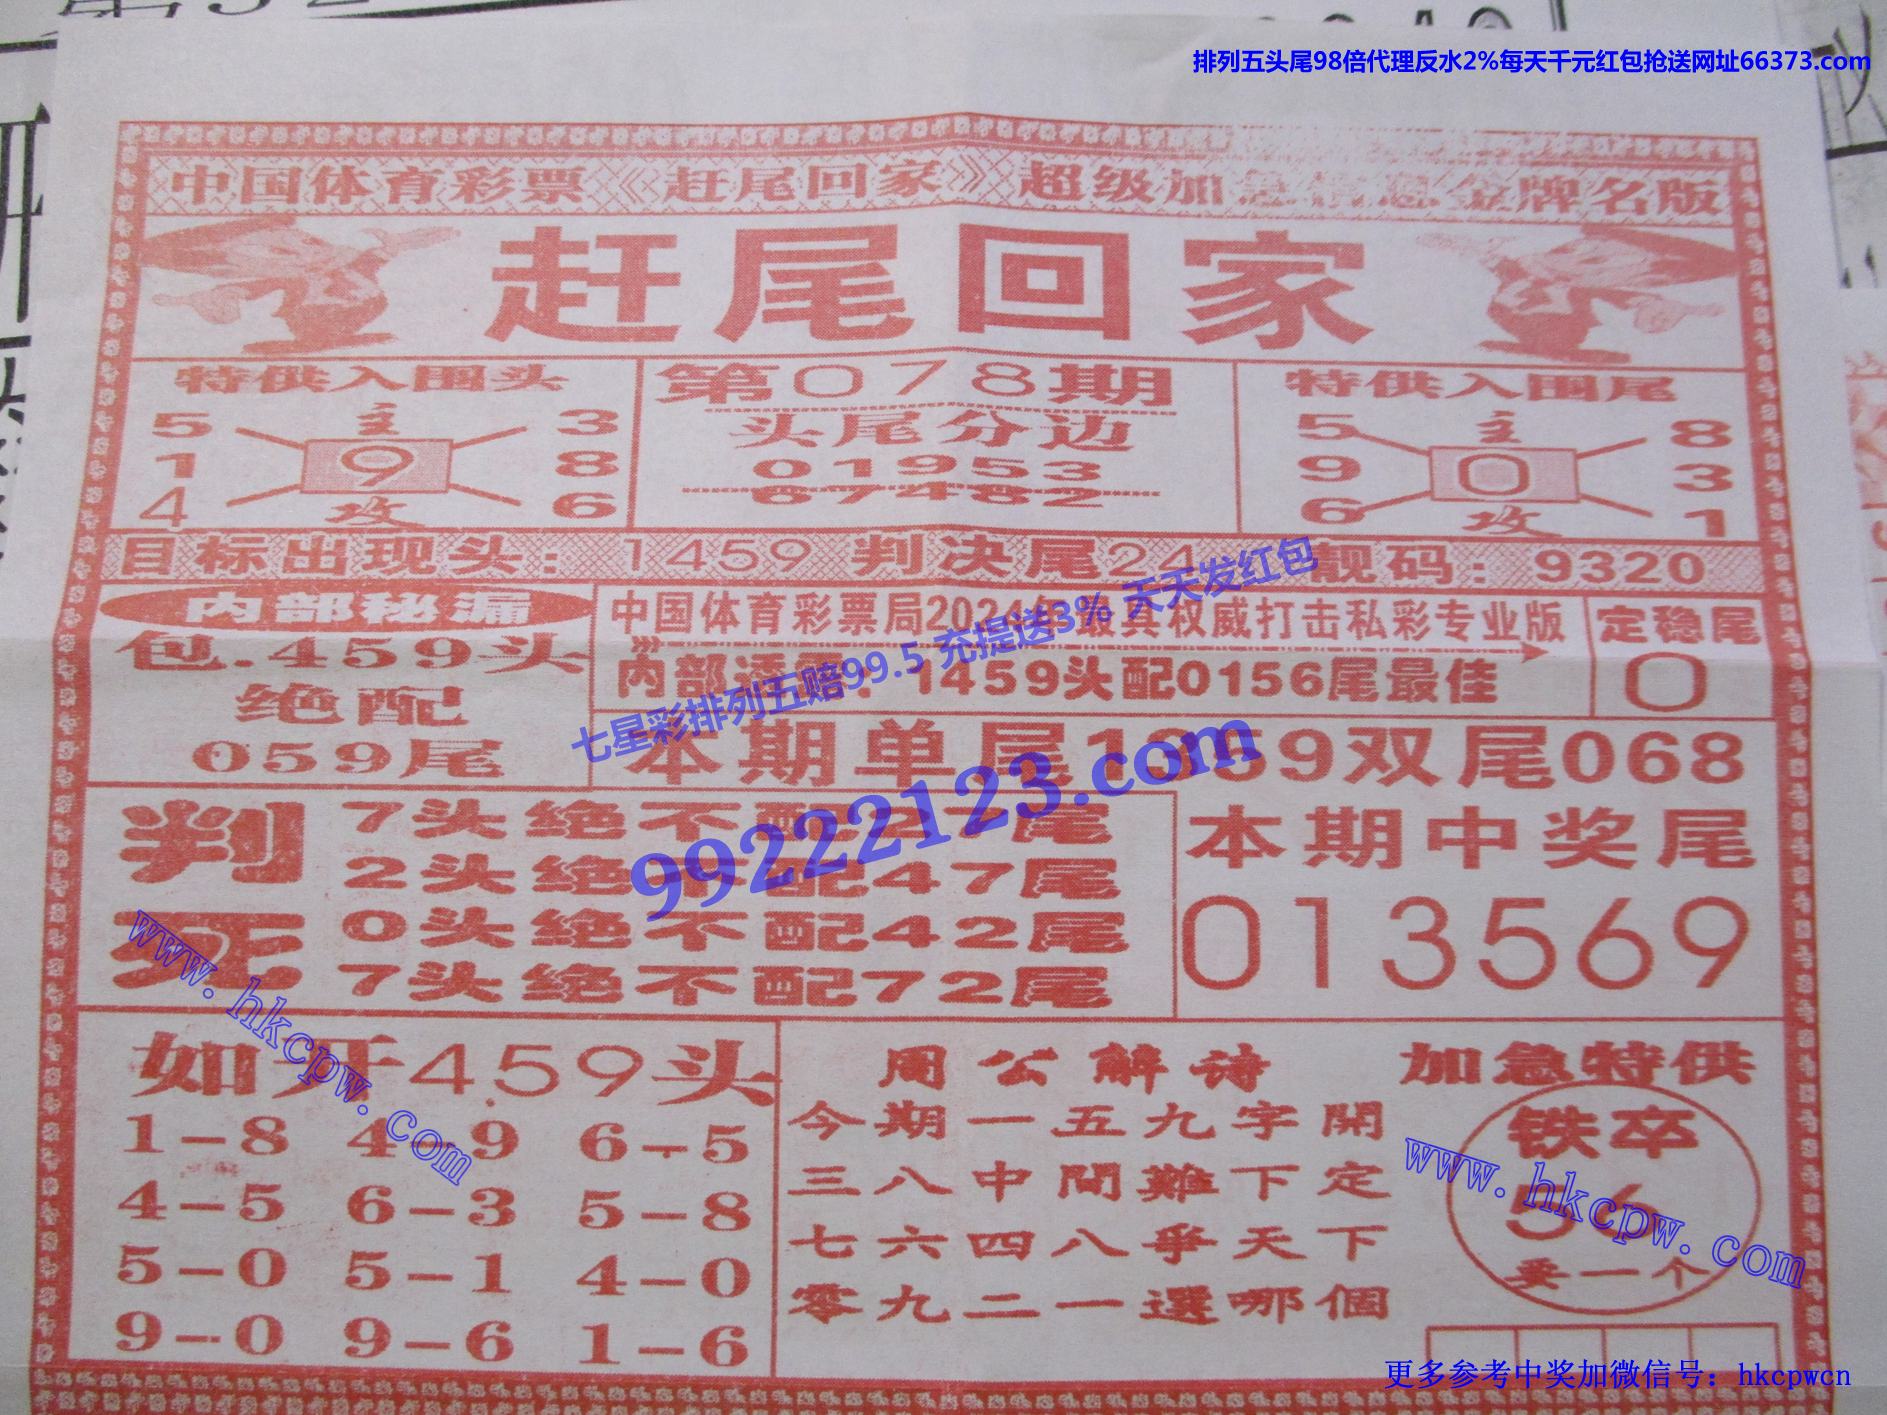 排列五头尾98倍代理反水2%每天千元红包抢送网址66373.com
中国体育彩票《赶尾回家》超级加急信息金牌名版
赶尾回家
特供入围头
5 主 3
1 9 8
4 攻 6
第078期
头尾分边
01953
67482
特供入围尾
5 主 8
9 0 3
6 攻 1
目标出现头：1459 判决尾24 靓码：9320
内部秘漏
包.459头
绝配
059尾
中国体育彩票局202 年最具权威打击私彩专业版
内部透 1459头配0156尾最佳
定稳尾
0
七星彩排列五赔99.5 充提送3% 天天发红包
99222123.com
本期单尾1 59双尾068
判死
7头绝不配 尾
2头绝不配47尾
0头绝不配42尾
7头绝不配72尾
本期中奖尾
013569
www.hkcpw.com
如开459头
1-8 4-9 6-5
4-5 6-3 5-8
5-0 5-1 4-0
9-0 9-6 1-6
周公解诗
今期一五九字開
三八中間難下定
七六四八爭天下
零九二一選哪個
加急特供
铁卒
56
卖一个
www.hkcpw.com
更多参考中奖加微信号：hkcpwcn